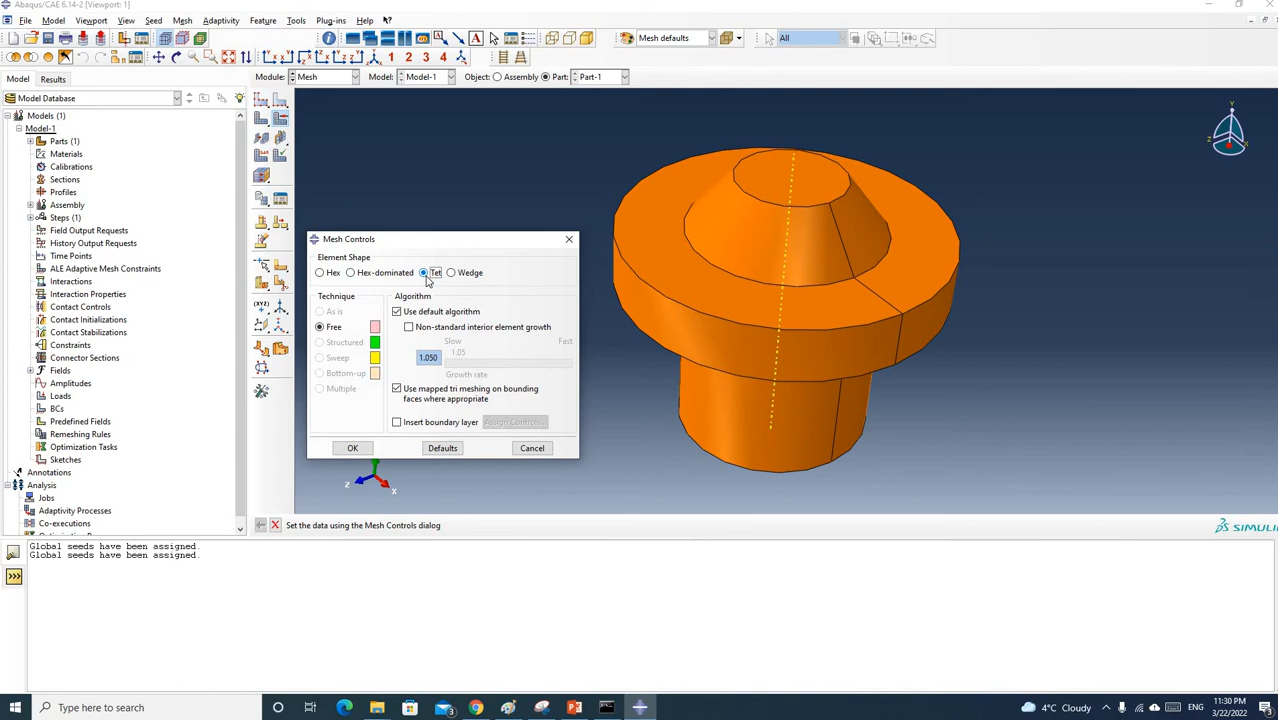 Abaqus/CAE 6.14-2 [Viewport: 1]
File Model Viewport View Seed Mesh Adaptivity Feature Tools Plug-ins Help
Mesh defaults
All
1 2 3 4
Model Results
Module: Mesh Model: Model-1 Object: Assembly Part: Part-1
Model Database
Models (1)
Model-1
Parts (1)
Materials
Calibrations
Sections
Profiles
Assembly
Steps (1)
Field Output Requests
History Output Requests
Time Points
ALE Adaptive Mesh Constraints
Interactions
Interaction Properties
Contact Controls
Contact Initializations
Contact Stabilizations
Constraints
Connector Sections
Fields
Amplitudes
Loads
BCs
Predefined Fields
Remeshing Rules
Optimization Tasks
Sketches
Annotations
Analysis
Jobs
Adaptivity Processes
Co-executions
Mesh Controls
Element Shape
Hex Hex-dominated Tet Wedge
Technique
As is
Free
Structured
Sweep
Bottom-up
Multiple
Algorithm
Use default algorithm
Non-standard interior element growth
Slow Fast
1.05
1.050
Growth rate
Use mapped tri meshing on bounding
faces where appropriate
Insert boundary layer Assign Controls...
OK Defaults Cancel
Y
Z X
z x
Set the data using the Mesh Controls dialog
SIMULI
Global seeds have been assigned.
Global seeds have been assigned.
Type here to search
4°C Cloudy
ENG
11:30 PM
3/22/2022